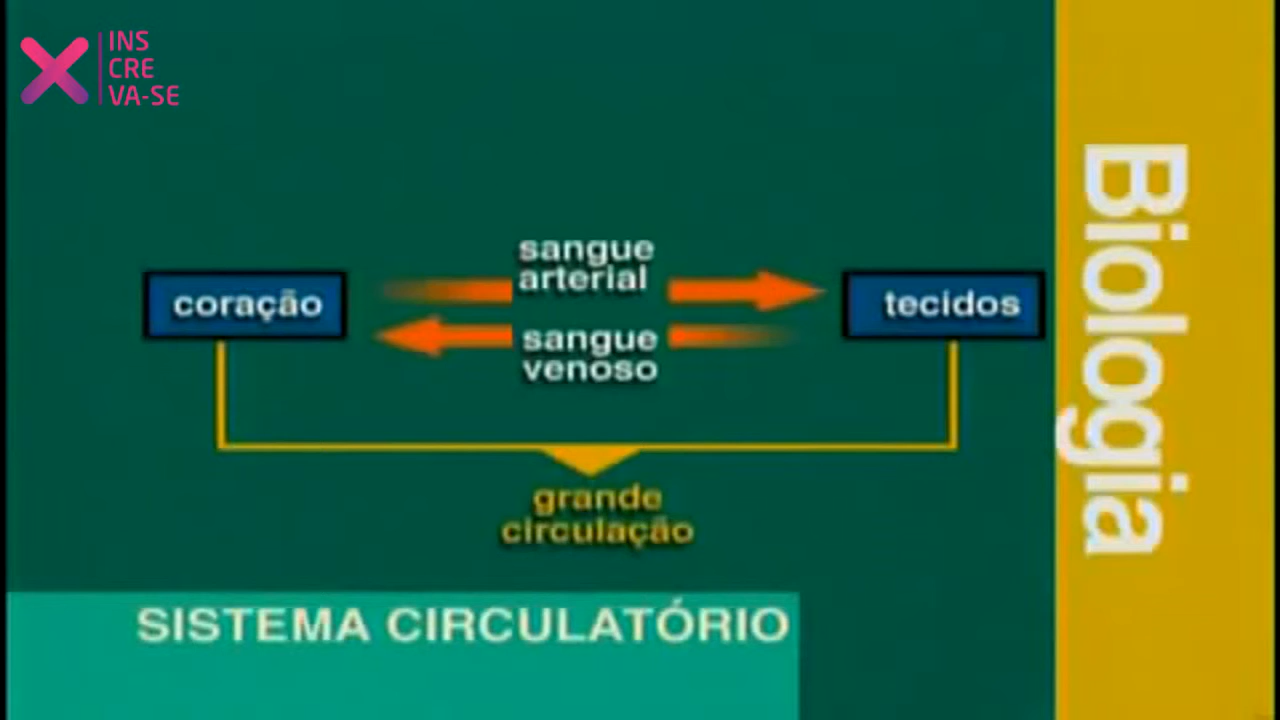 INS
CRE
VA-SE
sangue
arterial
coração
tecidos
sangue
venoso
grande
circulação
SISTEMA CIRCULATÓRIO
Biologia